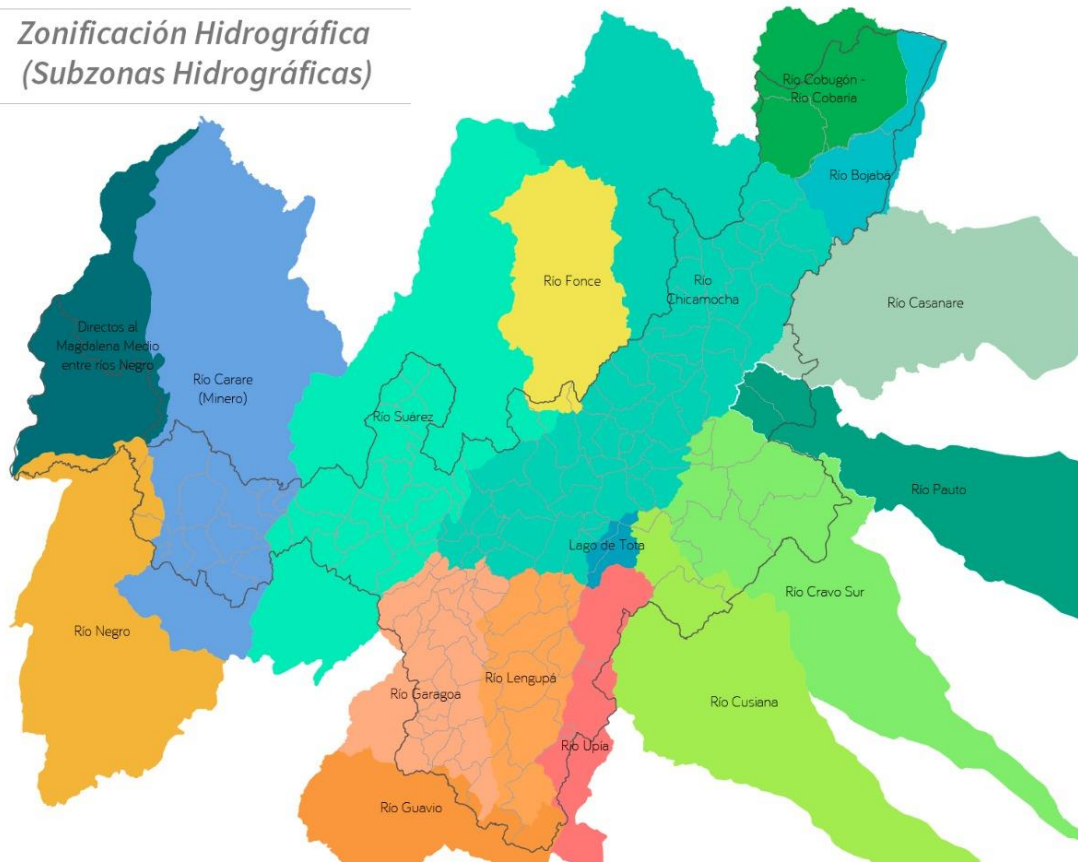 Zonificación Hidrográfica
(Subzonas Hidrográficas)
Río Cobugón -
Río Cobaría
Río Bojabá
Río Fonce
Río
Chicamocha
Río Casanare
Directos al
Magdalena Medio
entre ríos Negro
Río Carare
(Minero)
Río Suárez
Río Pauto
Lago de Tota
Río Cravo Sur
Río Negro
Río Garagoa
Río Lengupá
Río Cusiana
Río Upía
Río Guavio